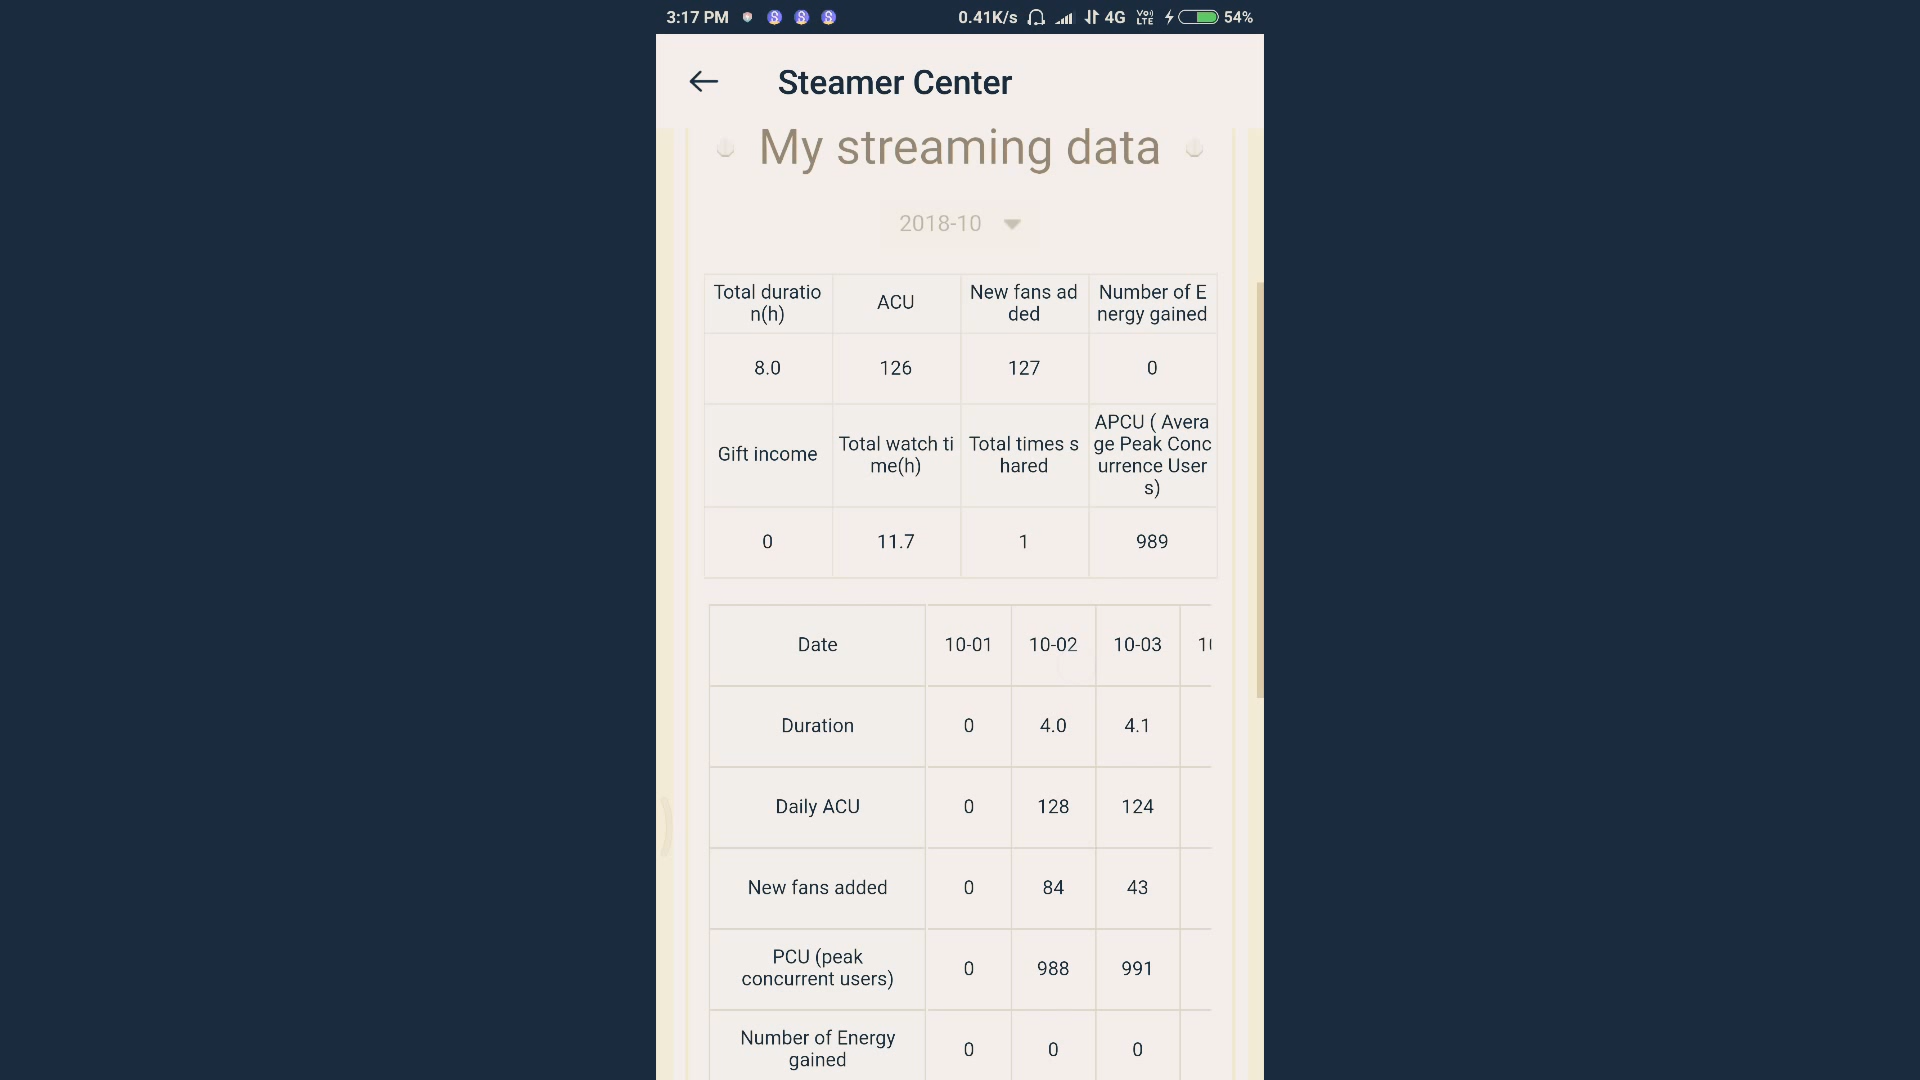 3:17 PM 0.41K/s 4G VoLTE 54%
Steamer Center
My streaming data
2018-10
Total duratio
n(h)
ACU
New fans ad
ded
Number of E
nergy gained
8.0 126 127 0
Gift income
Total watch ti
me(h)
Total times s
hared
APCU ( Avera
ge Peak Conc
urrence User
s)
0 11.7 1 989
Date 10-01 10-02 10-03
Duration 0 4.0 4.1
Daily ACU 0 128 124
New fans added 0 84 43
PCU (peak
concurrent users) 0 988 991
Number of Energy
gained 0 0 0